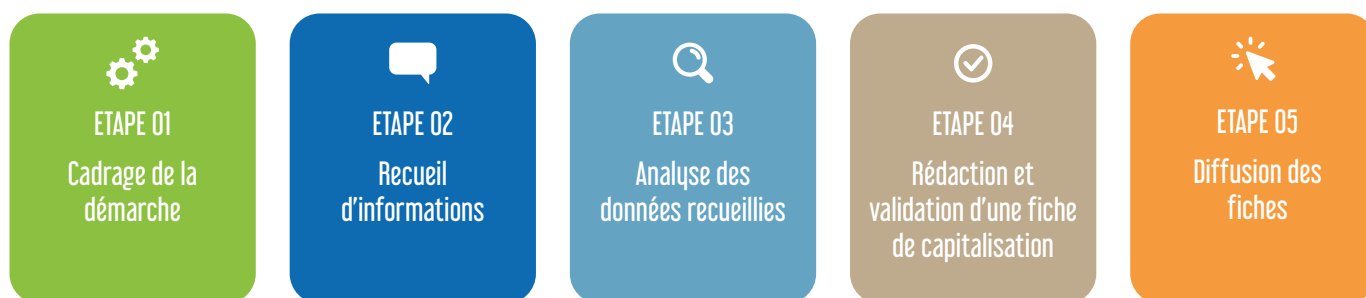 ETAPE 01
Cadrage de la
démarche
ETAPE 02
Recueil
d'informations
ETAPE 03
Analyse des
données recueillies
ETAPE 04
Rédaction et
validation d'une fiche
de capitalisation
ETAPE 05
Diffusion des
fiches